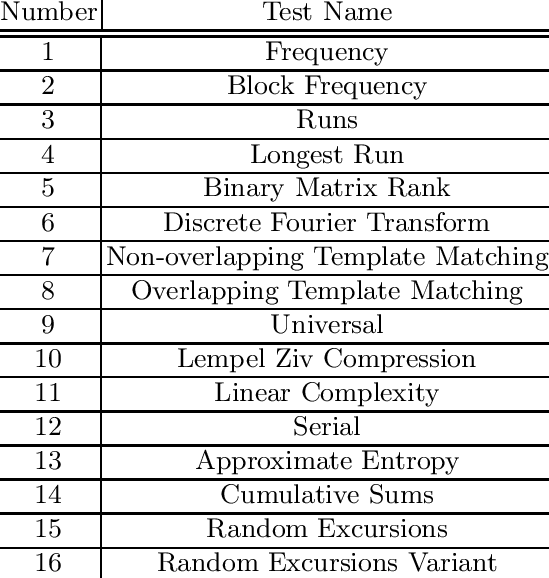 Number Test Name
1 Frequency
2 Block Frequency
3 Runs
4 Longest Run
5 Binary Matrix Rank
6 Discrete Fourier Transform
7 Non-overlapping Template Matching
8 Overlapping Template Matching
9 Universal
10 Lempel Ziv Compression
11 Linear Complexity
12 Serial
13 Approximate Entropy
14 Cumulative Sums
15 Random Excursions
16 Random Excursions Variant